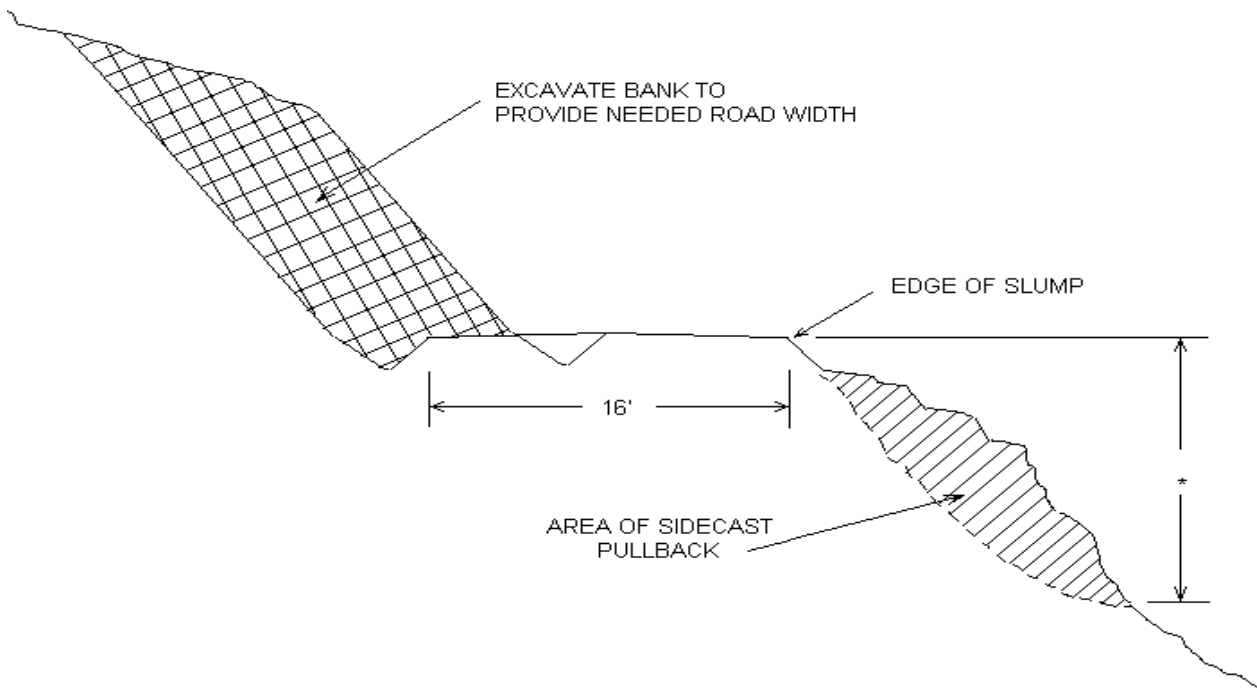 EXCAVATE BANK TO
PROVIDE NEEDED ROAD WIDTH
EDGE OF SLUMP
16'
*
AREA OF SIDECAST
PULLBACK